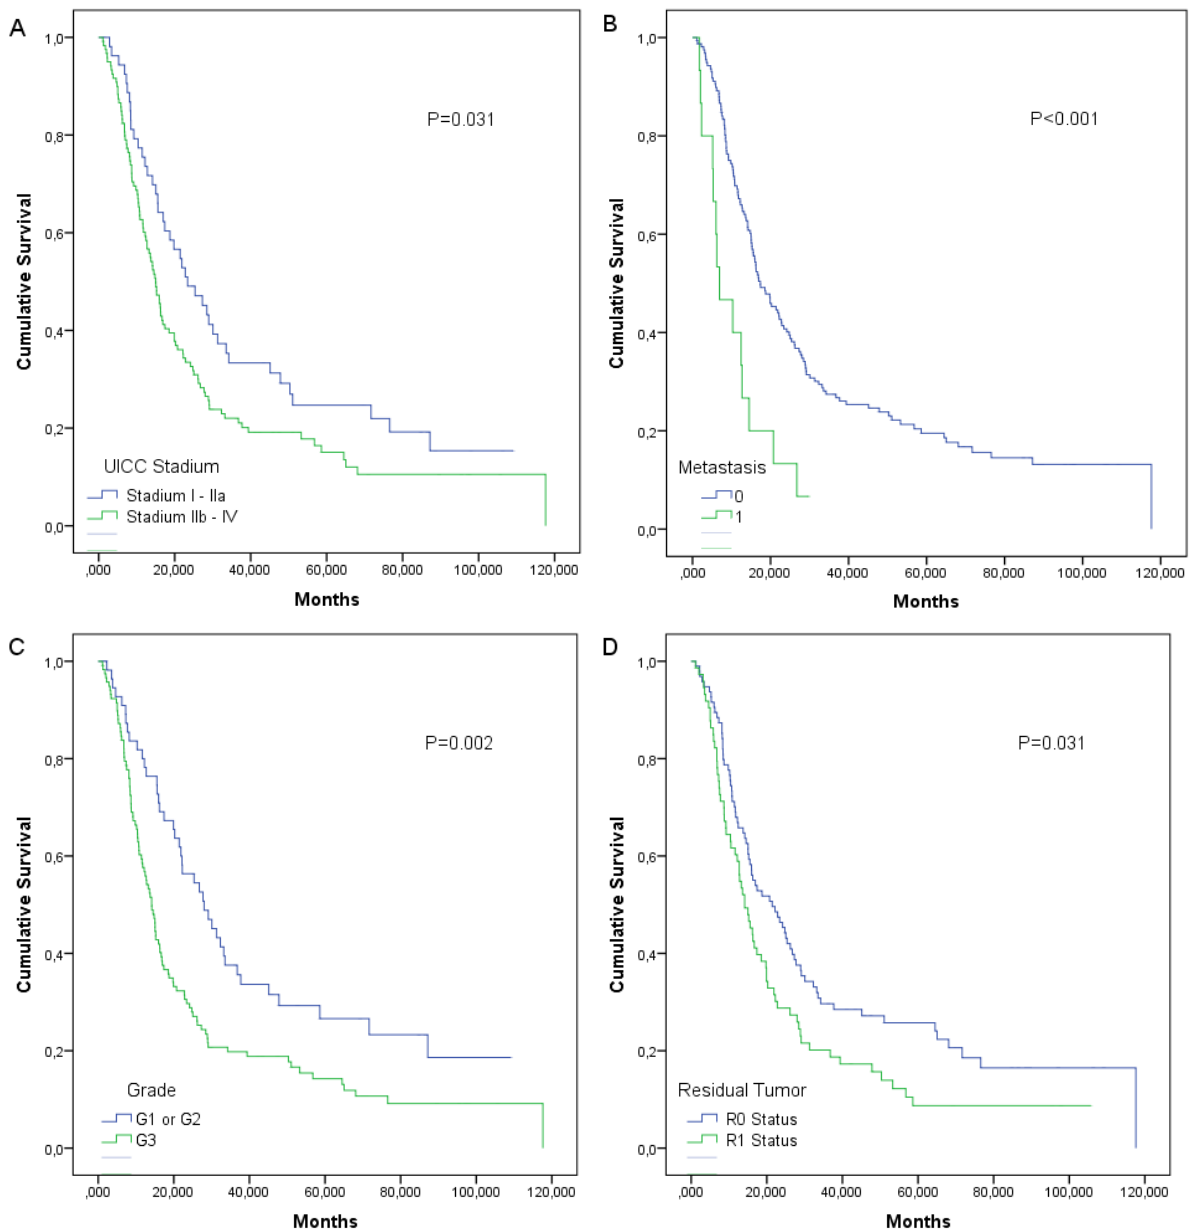 A
1,0
0,8
0,6
0,4
0,2
0,0
Cumulative Survival
P=0.031
UICC Stadium
Stadium I - IIa
Stadium IIb - IV
,000 20,000 40,000 60,000 80,000 100,000 120,000
Months
B
1,0
0,8
0,6
0,4
0,2
0,0
Cumulative Survival
P<0.001
Metastasis
0
1
,000 20,000 40,000 60,000 80,000 100,000 120,000
Months
C
1,0
0,8
0,6
0,4
0,2
0,0
Cumulative Survival
P=0.002
Grade
G1 or G2
G3
,000 20,000 40,000 60,000 80,000 100,000 120,000
Months
D
1,0
0,8
0,6
0,4
0,2
0,0
Cumulative Survival
P=0.031
Residual Tumor
R0 Status
R1 Status
,000 20,000 40,000 60,000 80,000 100,000 120,000
Months